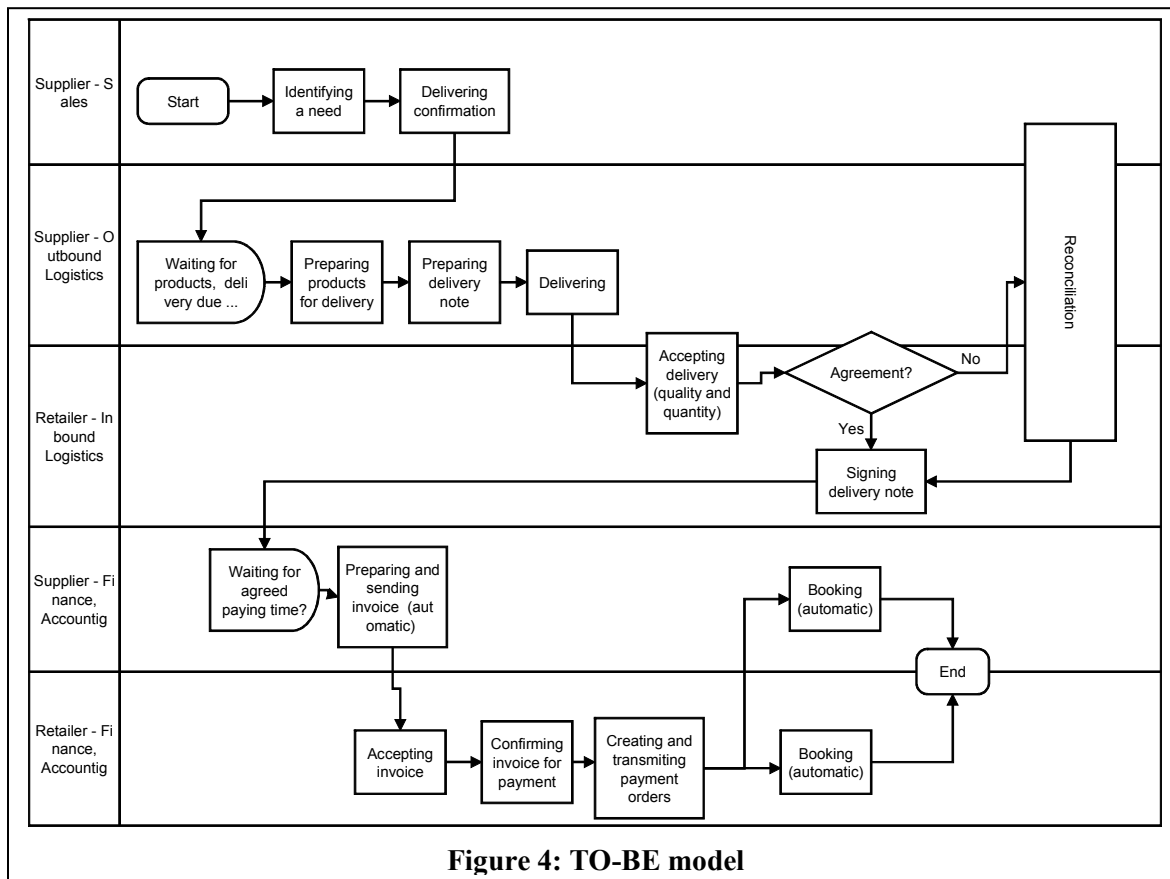 Supplier - S
ales
Start
Identifying
a need
Delivering
confirmation
Supplier - O
utbound
Logistics
Waiting for
products, deli
very due ...
Preparing
products
for delivery
Preparing
delivery
note
Delivering
Reconciliation
Retailer - In
bound
Logistics
Accepting
delivery
(quality and
quantity)
Agreement?
No
Yes
Signing
delivery note
Supplier - Fi
nance,
Accountig
Waiting for
agreed
paying time?
Preparing and
sending
invoice (aut
omatic)
Booking
(automatic)
End
Retailer - Fi
nance,
Accountig
Accepting
invoice
Confirming
invoice for
payment
Creating and
transmiting
payment
orders
Booking
(automatic)
Figure 4: TO-BE model